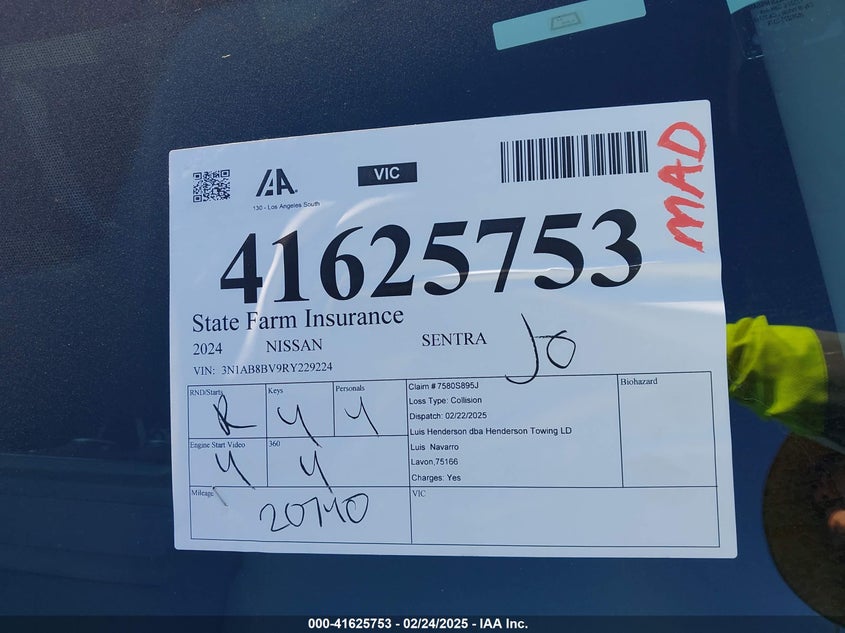 IAA.
VIC
130 - Los Angeles South
MAD
41625753
State Farm Insurance
2024 NISSAN SENTRA
JO
VIN: 3N1AB8BV9RY229224
RND/Starts Keys Personals
R Y Y
Engine Start Video 360
Y Y
Mileage
20740
Claim # 7580S895J
Loss Type: Collision
Dispatch: 02/22/2025
Luis Henderson dba Henderson Towing LD
Luis Navarro
Lavon,75166
Charges: Yes
Biohazard
VIC
000-41625753 - 02/24/2025 - IAA Inc.